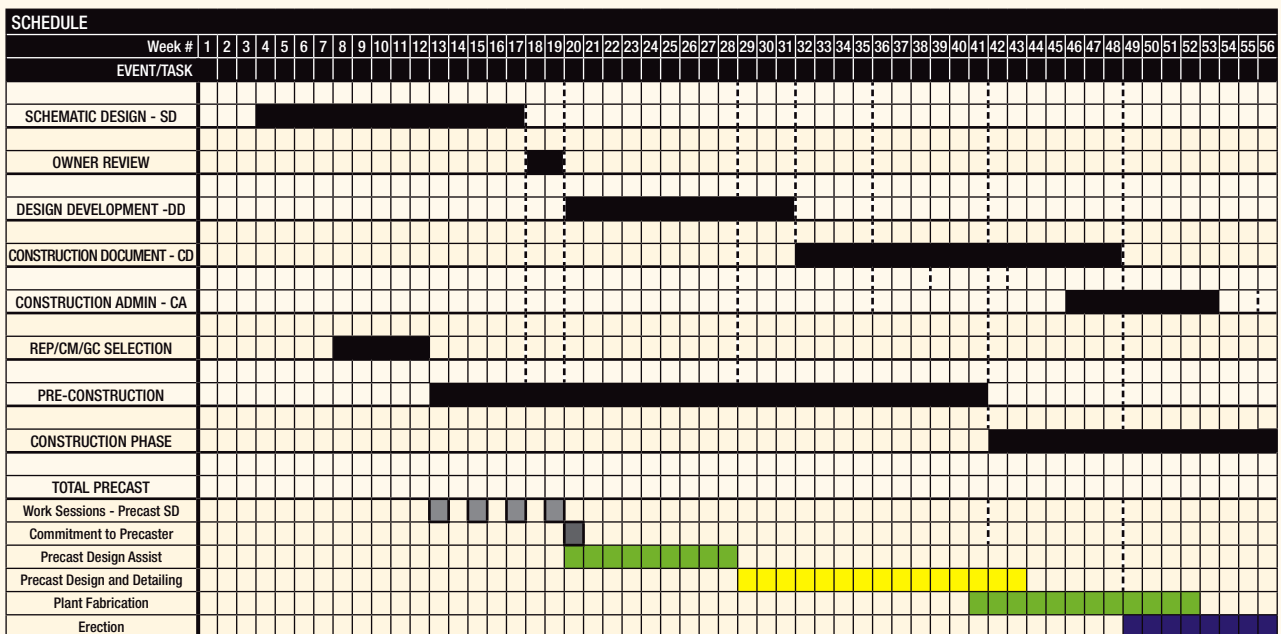 SCHEDULE
Week # 1 2 3 4 5 6 7 8 9 10 11 12 13 14 15 16 17 18 19 20 21 22 23 24 25 26 27 28 29 30 31 32 33 34 35 36 37 38 39 40 41 42 43 44 45 46 47 48 49 50 51 52 53 54 55 56
EVENT/TASK
SCHEMATIC DESIGN - SD
OWNER REVIEW
DESIGN DEVELOPMENT -DD
CONSTRUCTION DOCUMENT - CD
CONSTRUCTION ADMIN - CA
REP/CM/GC SELECTION
PRE-CONSTRUCTION
CONSTRUCTION PHASE
TOTAL PRECAST
Work Sessions - Precast SD
Commitment to Precaster
Precast Design Assist
Precast Design and Detailing
Plant Fabrication
Erection